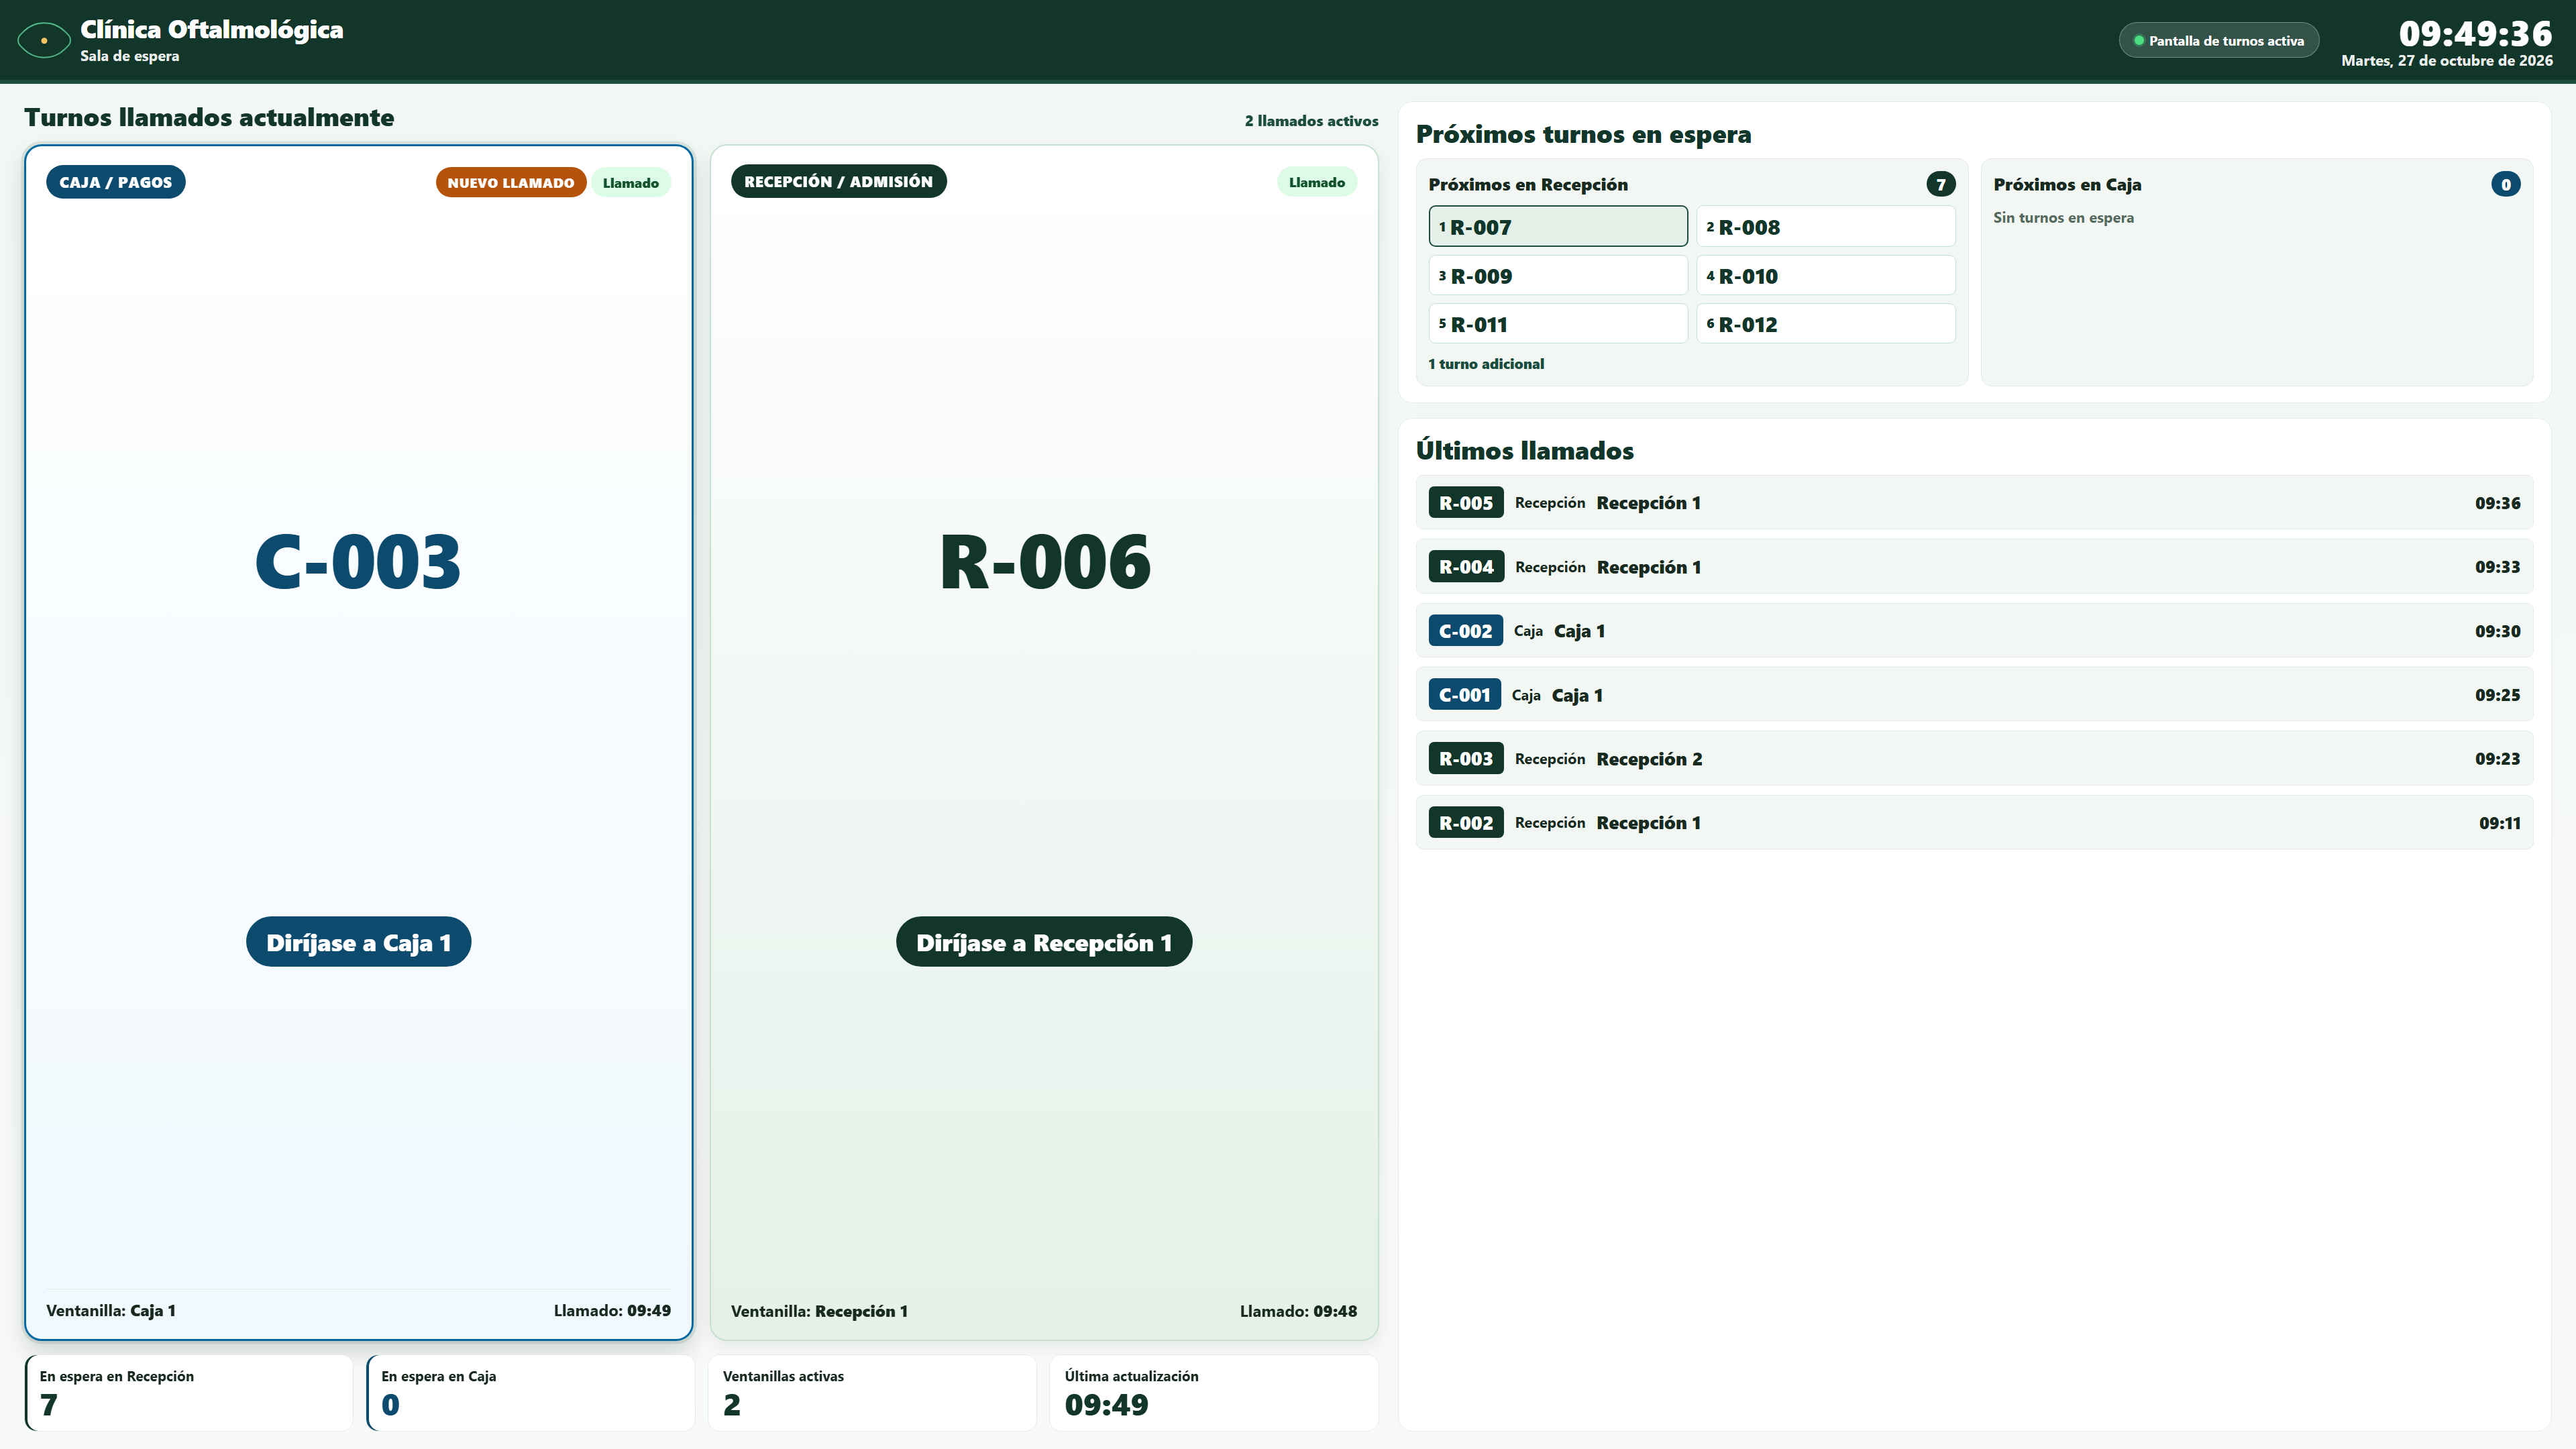 Clínica Oftalmológica
Sala de espera
Pantalla de turnos activa
09:49:36
Martes, 27 de octubre de 2026
Turnos llamados actualmente
2 llamados activos
CAJA / PAGOS
NUEVO LLAMADO
Llamado
C-003
Diríjase a Caja 1
Ventanilla: Caja 1
Llamado: 09:49
RECEPCIÓN / ADMISIÓN
Llamado
R-006
Diríjase a Recepción 1
Ventanilla: Recepción 1
Llamado: 09:48
En espera en Recepción
7
En espera en Caja
0
Ventanillas activas
2
Última actualización
09:49
Próximos turnos en espera
Próximos en Recepción
7
1 R-007
2 R-008
3 R-009
4 R-010
5 R-011
6 R-012
1 turno adicional
Próximos en Caja
0
Sin turnos en espera
Últimos llamados
R-005 Recepción Recepción 1 09:36
R-004 Recepción Recepción 1 09:33
C-002 Caja Caja 1 09:30
C-001 Caja Caja 1 09:25
R-003 Recepción Recepción 2 09:23
R-002 Recepción Recepción 1 09:11